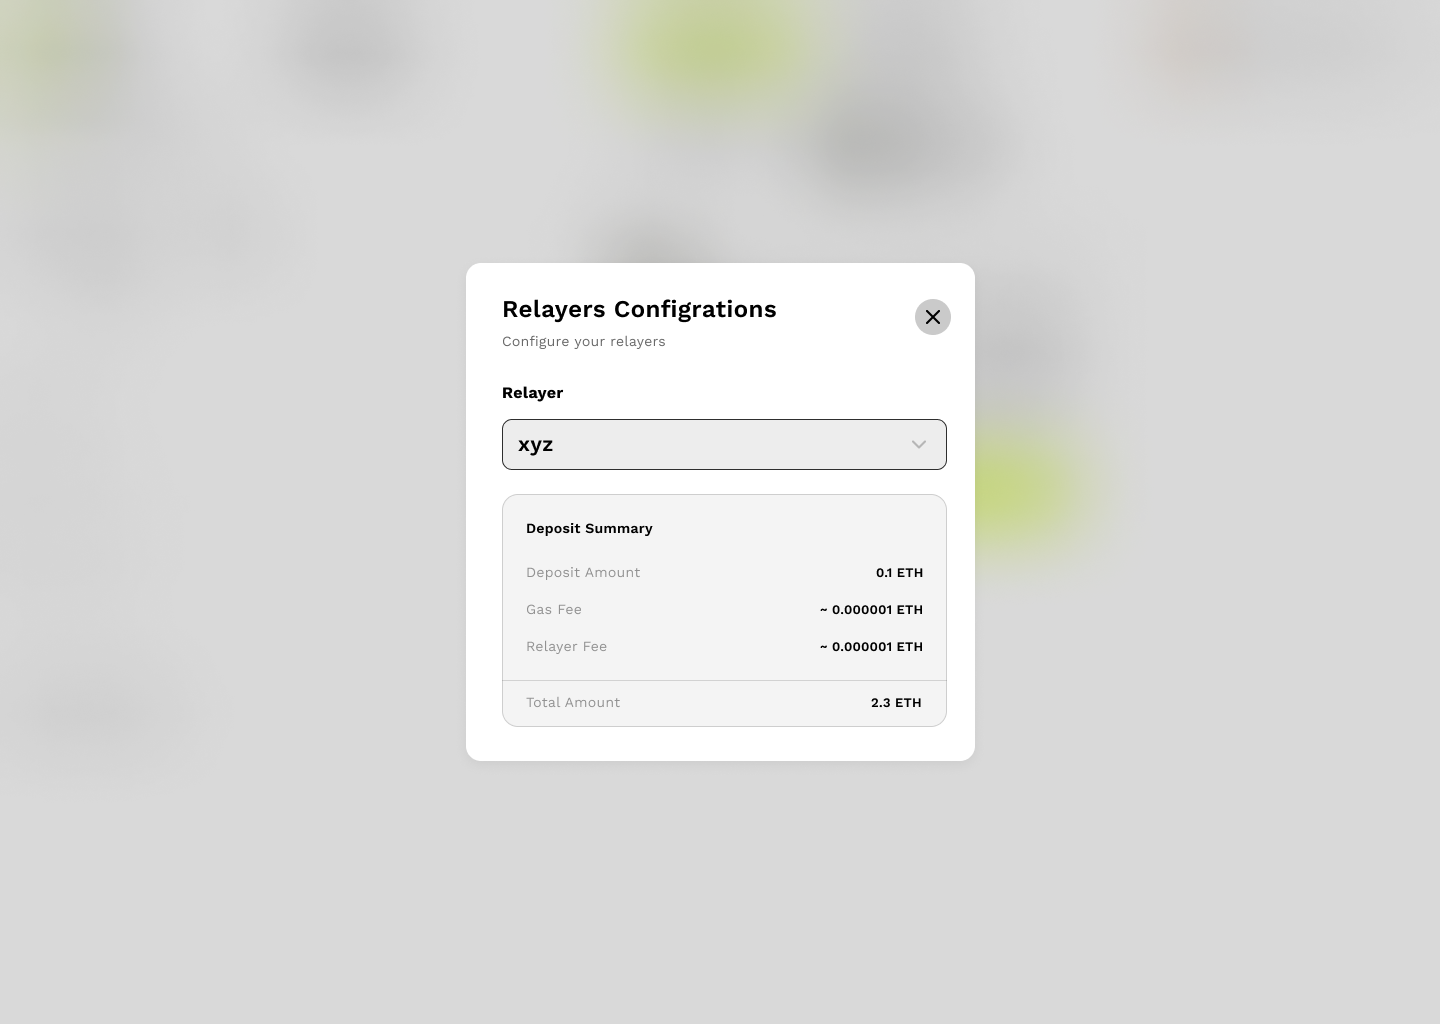 Relayers Configrations
Configure your relayers
Relayer
xyz
Deposit Summary
Deposit Amount 0.1 ETH
Gas Fee ~ 0.000001 ETH
Relayer Fee ~ 0.000001 ETH
Total Amount 2.3 ETH